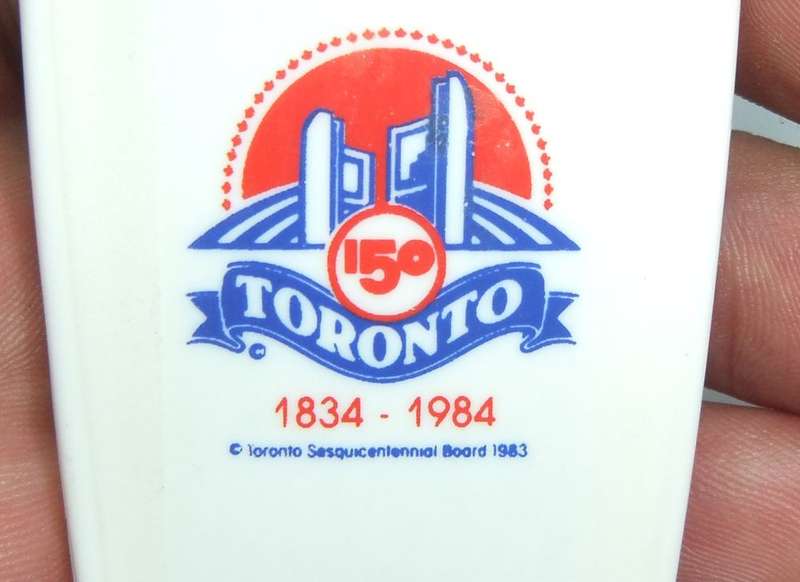 150
TORONTO
1834 - 1984
© Toronto Sesquicentennial Board 1983